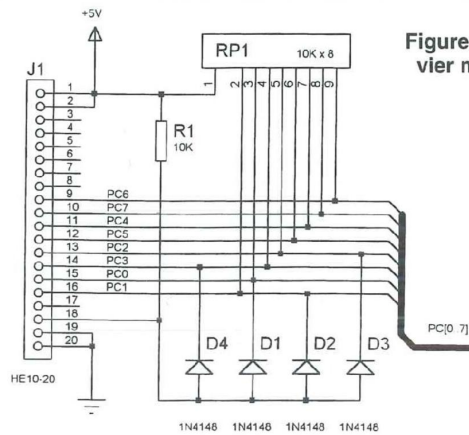 +5V
Figure
vier m
RP1
10K x 8
J1
1
2
3
4
5
6
7
8
9
R1
10K
1
2
3
4
5
6
7
8
9
10
11
12
13
14
15
16
17
18
19
20
PC6
PC7
PC4
PC5
PC2
PC3
PC0
PC1
D4
D1
D2
D3
PC[0..7]
HE10-20
1N4148
1N4148
1N4148
1N4148